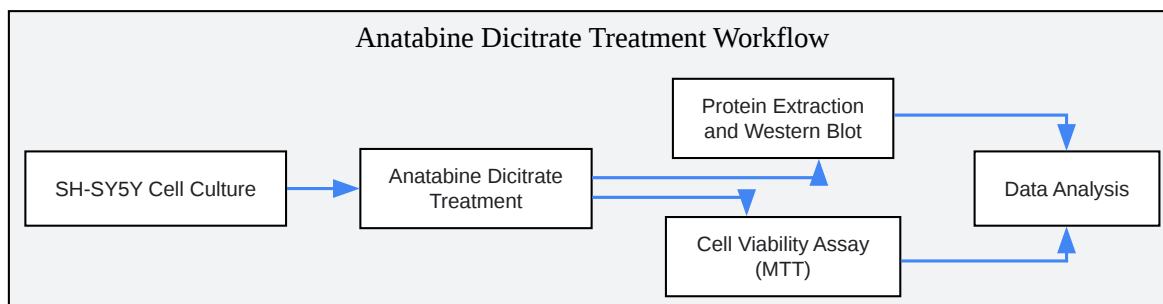 Anatabine Dicitrate Treatment Workflow
SH-SY5Y Cell Culture
Anatabine Dicitrate
Treatment
Protein Extraction
and Western Blot
Cell Viability Assay
(MTT)
Data Analysis